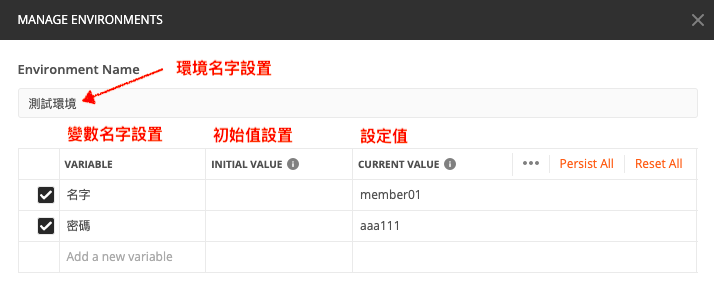 MANAGE ENVIRONMENTS
Environment Name
環境名字設置
測試環境
變數名字設置 初始值設置 設定值
VARIABLE INITIAL VALUE CURRENT VALUE ••• Persist All Reset All
名字 member01
密碼 aaa111
Add a new variable